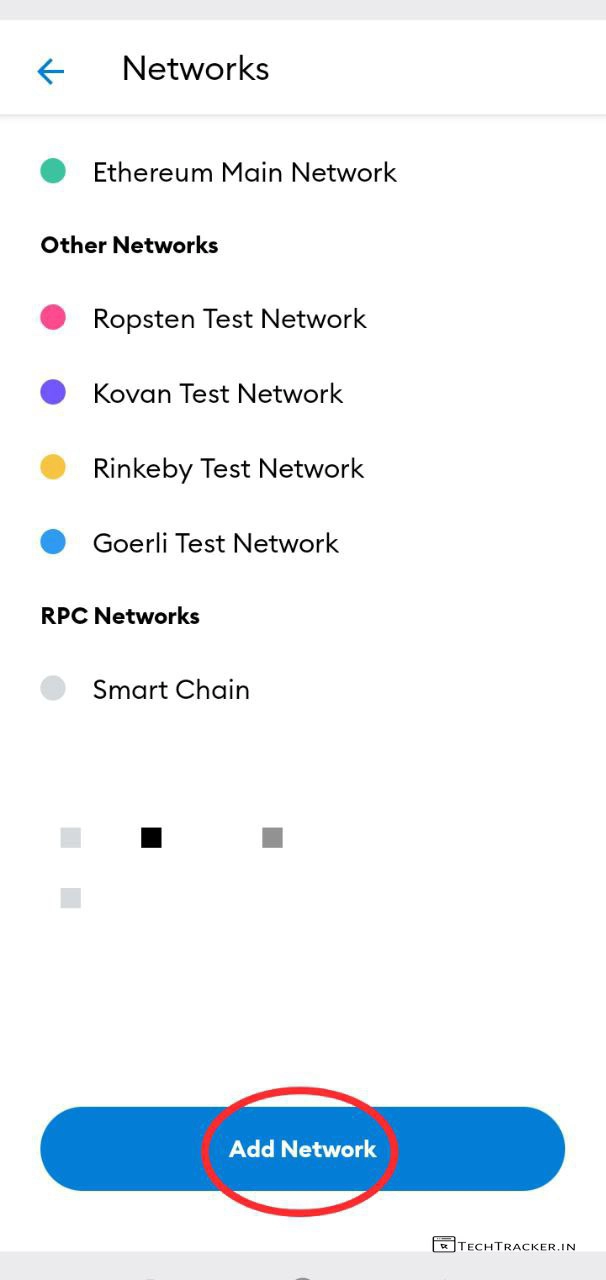 Networks
Ethereum Main Network
Other Networks
Ropsten Test Network
Kovan Test Network
Rinkeby Test Network
Goerli Test Network
RPC Networks
Smart Chain
Add Network
TECHTRACKER.IN